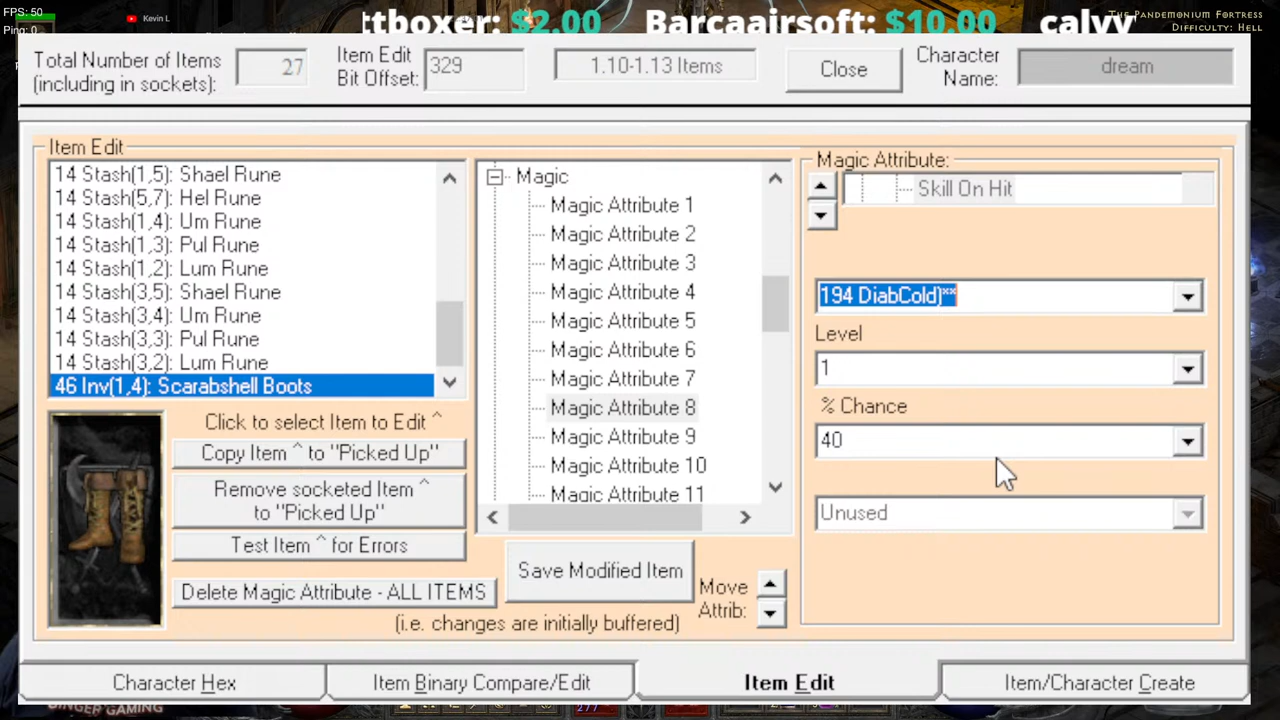 FPS: 50
Ping: 0
Kevin L
ttboxer: $2.00 Barcaairsoft: $10.00 calvy
The Pandemonium Fortress
Difficulty: Hell
Total Number of Items
(including in sockets):
27
Item Edit
Bit Offset:
329
1.10-1.13 Items
Close
Character
Name:
dream
Item Edit
14 Stash(1,5): Shael Rune
14 Stash(5,7): Hel Rune
14 Stash(1,4): Um Rune
14 Stash(1,3): Pul Rune
14 Stash(1,2): Lum Rune
14 Stash(3,5): Shael Rune
14 Stash(3,4): Um Rune
14 Stash(3,3): Pul Rune
14 Stash(3,2): Lum Rune
46 Inv(1,4): Scarabshell Boots
Click to select Item to Edit ^
Copy Item ^ to "Picked Up"
Remove socketed Item ^
to "Picked Up"
Test Item ^ for Errors
Delete Magic Attribute - ALL ITEMS
Magic
Magic Attribute 1
Magic Attribute 2
Magic Attribute 3
Magic Attribute 4
Magic Attribute 5
Magic Attribute 6
Magic Attribute 7
Magic Attribute 8
Magic Attribute 9
Magic Attribute 10
Magic Attribute 11
Save Modified Item
Move
Attrib:
(i.e. changes are initially buffered)
Magic Attribute:
Skill On Hit
194 DiabCold)**
Level
1
% Chance
40
Unused
Character Hex
Item Binary Compare/Edit
Item Edit
Item/Character Create
GINGER GAMING
277